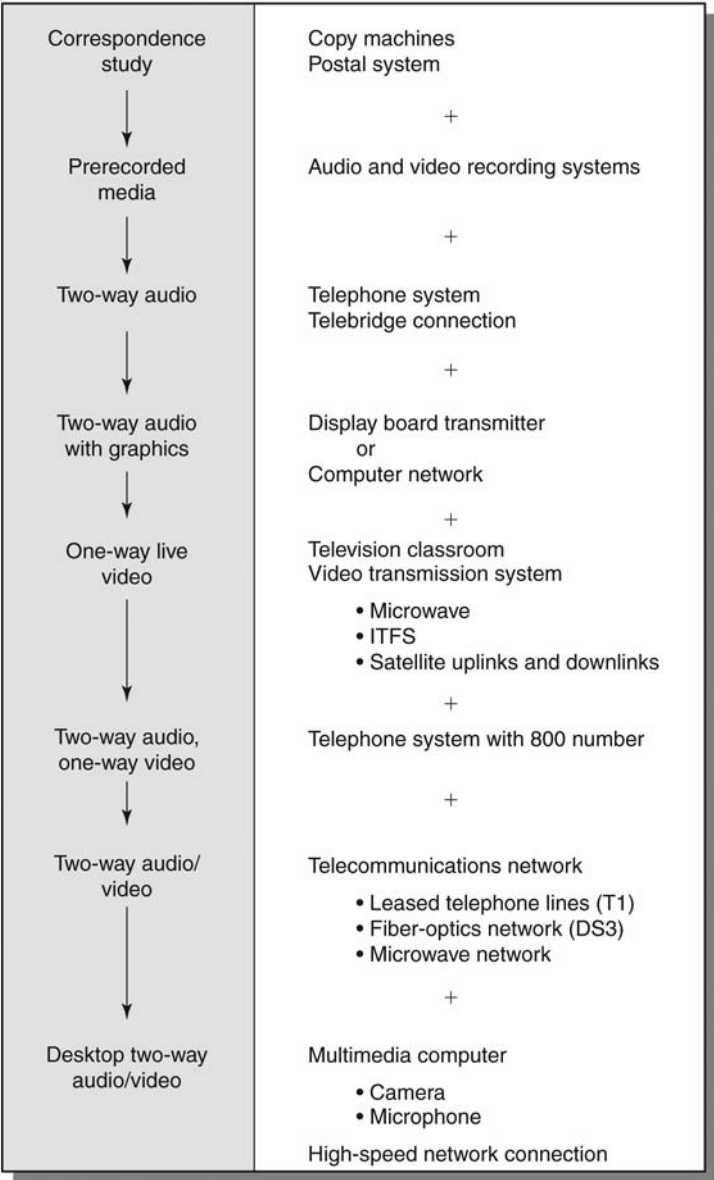 Correspondence
study
Copy machines
Postal system
+
Prerecorded
media
Audio and video recording systems
+
Two-way audio
Telephone system
Telebridge connection
+
Two-way audio
with graphics
Display board transmitter
or
Computer network
+
One-way live
video
Television classroom
Video transmission system
• Microwave
• ITFS
• Satellite uplinks and downlinks
+
Two-way audio,
one-way video
Telephone system with 800 number
+
Two-way audio/
video
Telecommunications network
• Leased telephone lines (T1)
• Fiber-optics network (DS3)
• Microwave network
+
Desktop two-way
audio/video
Multimedia computer
• Camera
• Microphone
High-speed network connection